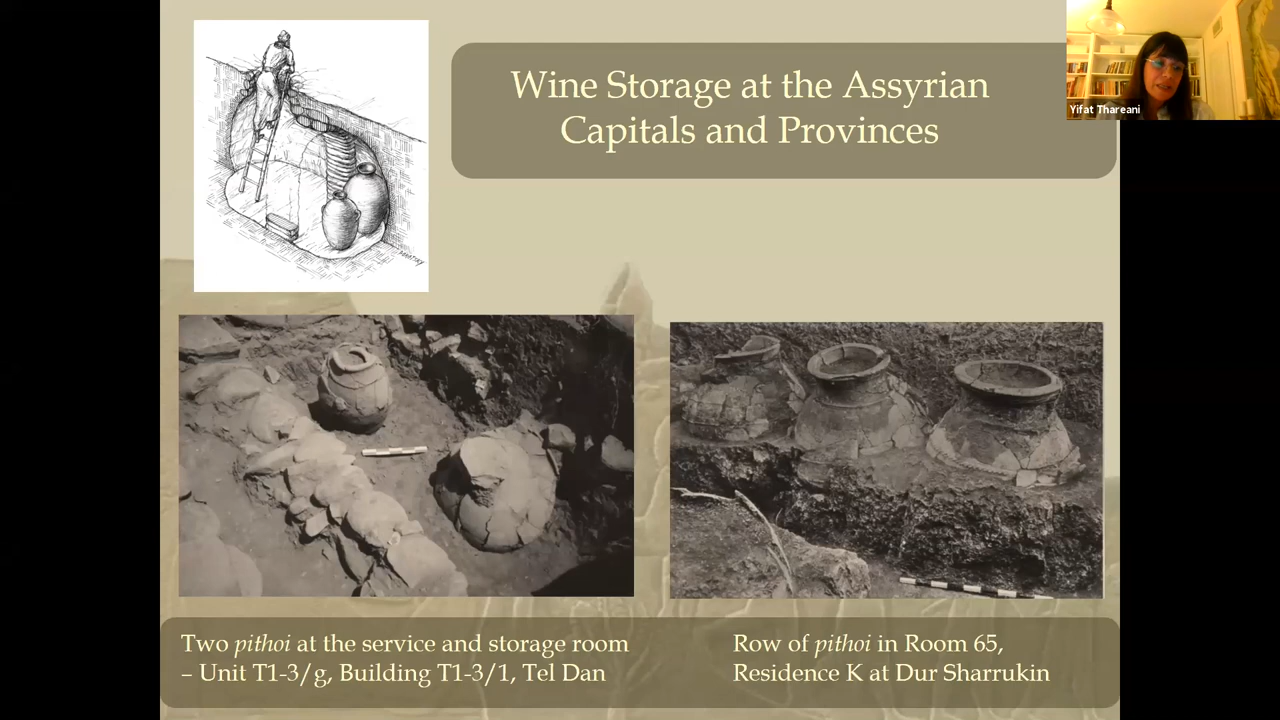 Wine Storage at the Assyrian
Capitals and Provinces
Yifat Thareani
Two pithoi at the service and storage room
– Unit T1-3/g, Building T1-3/1, Tel Dan
Row of pithoi in Room 65,
Residence K at Dur Sharrukin